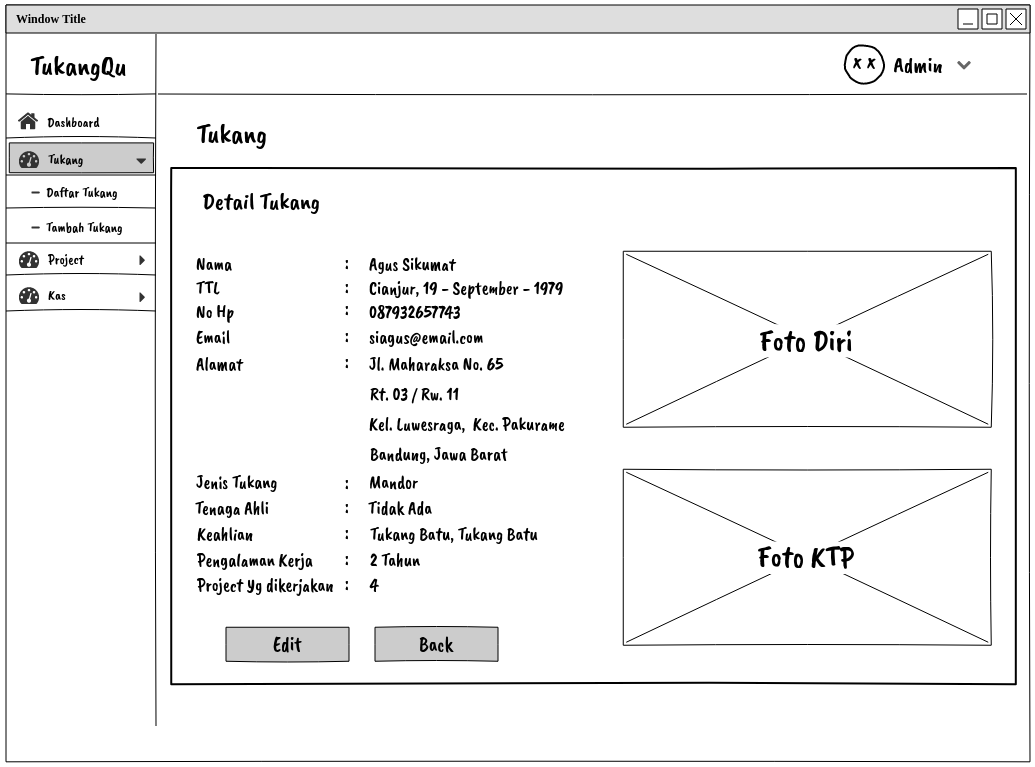 Window Title
TukangQu
Admin
Dashboard
Tukang
– Daftar Tukang
– Tambah Tukang
Project
Kas
Tukang
Detail Tukang
Nama : Agus Sikumat
TTL : Cianjur, 19 - September - 1979
No Hp : 087932657743
Email : siagus@email.com
Alamat : Jl. Maharaksa No. 65
Rt. 03 / Rw. 11
Kel. Luwesraga, Kec. Pakurame
Bandung, Jawa Barat
Jenis Tukang : Mandor
Tenaga Ahli : Tidak Ada
Keahlian : Tukang Batu, Tukang Batu
Pengalaman Kerja : 2 Tahun
Project Yg dikerjakan : 4
Edit Back
Foto Diri
Foto KTP